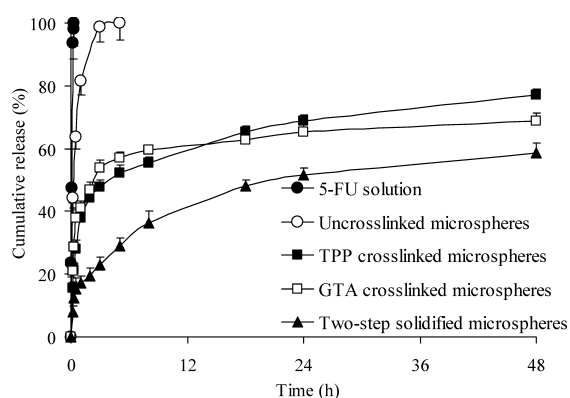 100
80
60
40
20
0
Cumulative release (%)
5-FU solution
Uncrosslinked microspheres
TPP crosslinked microspheres
GTA crosslinked microspheres
Two-step solidified microspheres
0 12 24 36 48
Time (h)